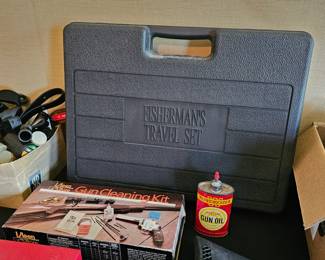 FISHERMAN'S
TRAVEL SET
Gun Cleaning Kit
GUN OIL